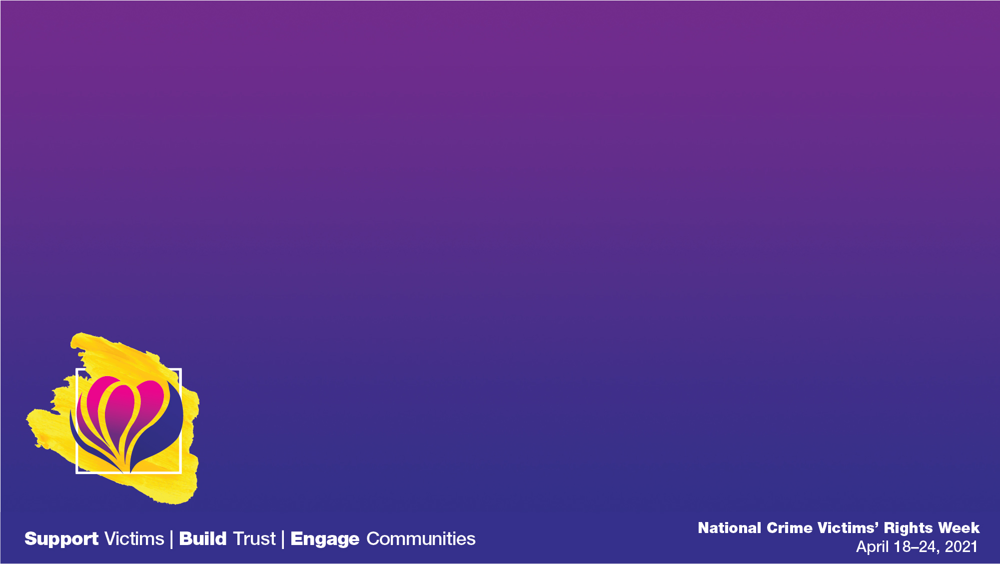 Support Victims | Build Trust | Engage Communities
National Crime Victims’ Rights Week
April 18–24, 2021